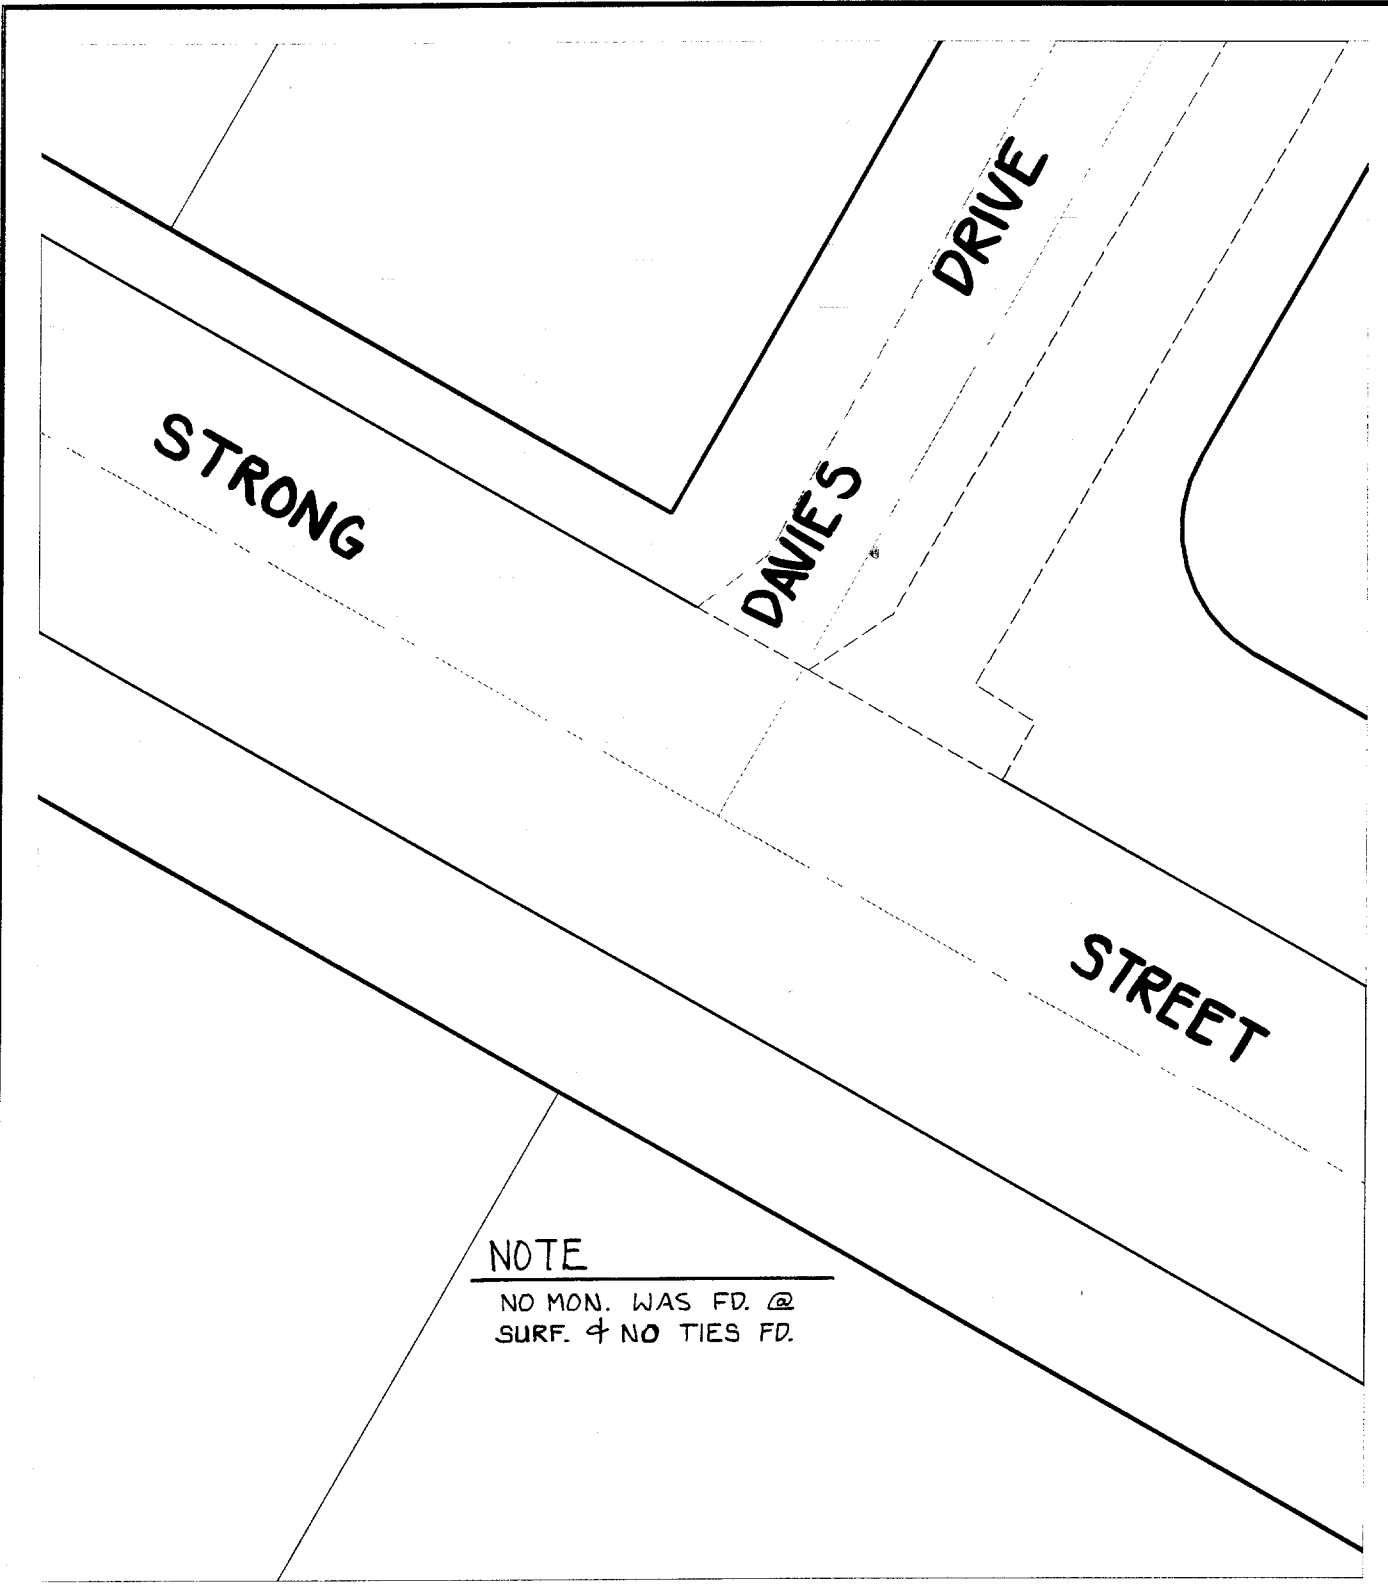 DAVIES DRIVE
STRONG STREET
NOTE
NO MON. WAS FD. @
SURF. & NO TIES FD.